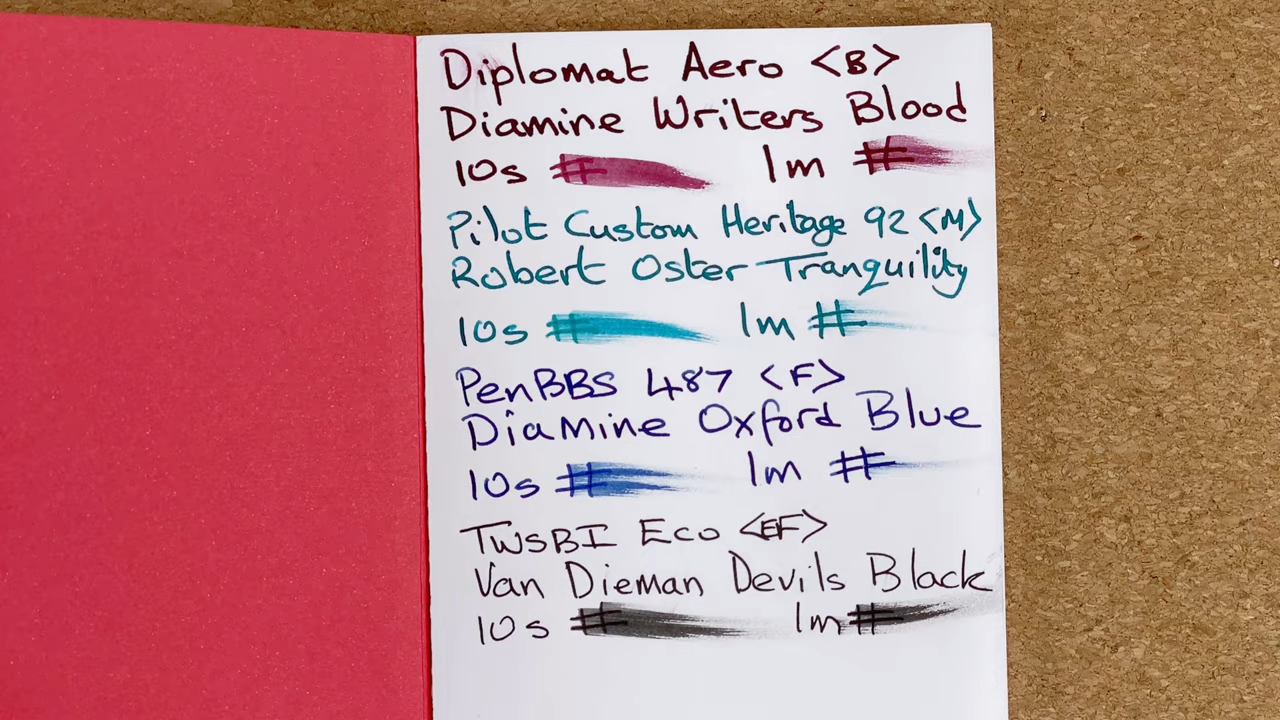 Diplomat Aero <B>
Diamine Writers Blood
10s # 1m #
Pilot Custom Heritage 92 <M>
Robert Oster Tranquility
10s # 1m #
PenBBS 487 <F>
Diamine Oxford Blue
10s # 1m #
TWSBI Eco <EF>
Van Dieman Devils Black
10s # 1m #